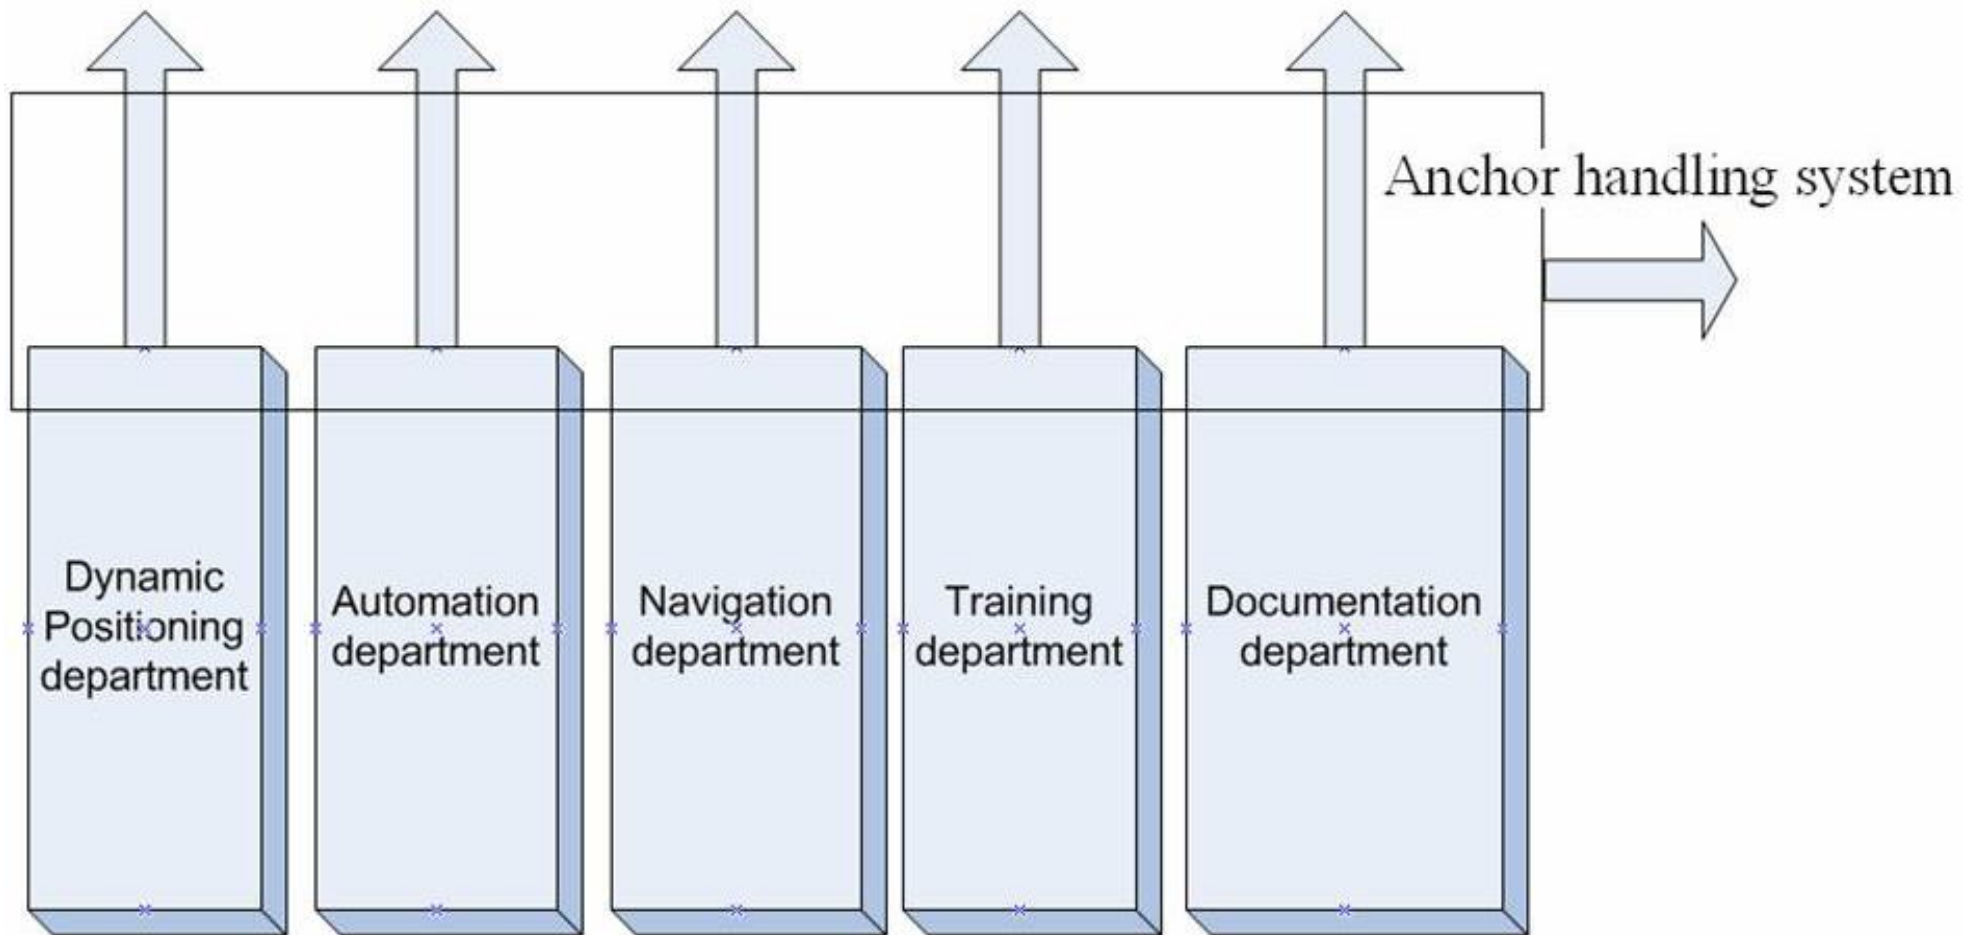 Anchor handling system
Dynamic
Positioning
department
Automation
department
Navigation
department
Training
department
Documentation
department